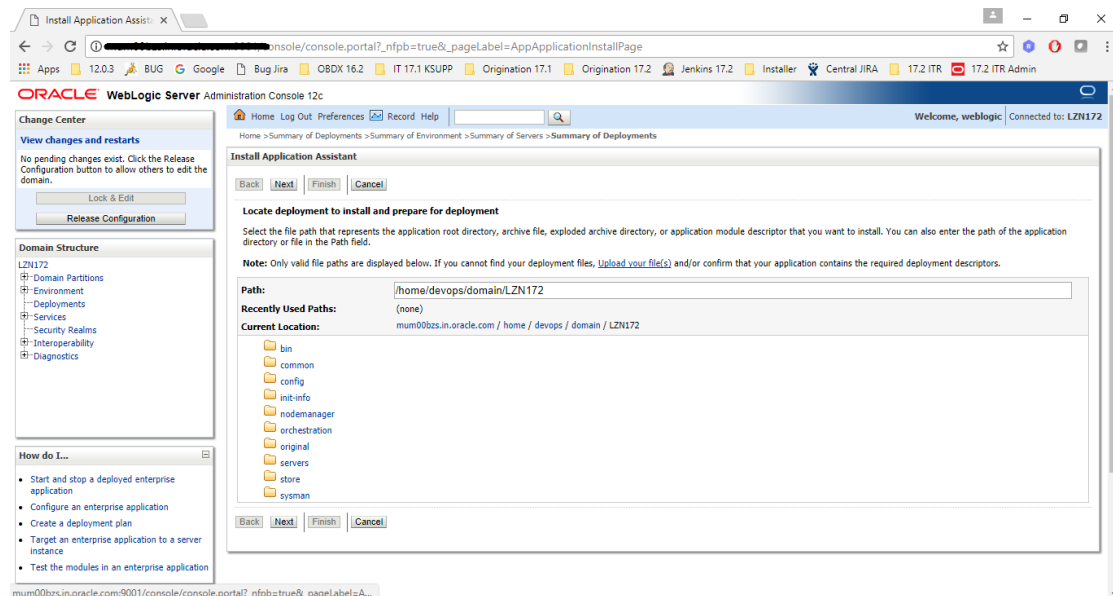 Install Application Assista
console/console.portal?_nfpb=true&_pageLabel=AppApplicationInstallPage
Apps 12.0.3 BUG Google Bug Jira OBDX 16.2 IT 17.1 KSUPP Origination 17.1 Origination 17.2 Jenkins 17.2 Installer Central JIRA 17.2 ITR 17.2 ITR Admin
ORACLE WebLogic Server Administration Console 12c
Change Center
View changes and restarts
No pending changes exist. Click the Release
Configuration button to allow others to edit the
domain.
Lock & Edit
Release Configuration
Domain Structure
LZN172
Domain Partitions
Environment
Deployments
Services
Security Realms
Interoperability
Diagnostics
How do I...
• Start and stop a deployed enterprise
application
• Configure an enterprise application
• Create a deployment plan
• Target an enterprise application to a server
instance
• Test the modules in an enterprise application
Home Log Out Preferences Record Help
Welcome, weblogic Connected to: LZN172
Home >Summary of Deployments >Summary of Environment >Summary of Servers >Summary of Deployments
Install Application Assistant
Back Next Finish Cancel
Locate deployment to install and prepare for deployment
Select the file path that represents the application root directory, archive file, exploded archive directory, or application module descriptor that you want to install. You can also enter the path of the application
directory or file in the Path field.
Note: Only valid file paths are displayed below. If you cannot find your deployment files, Upload your file(s) and/or confirm that your application contains the required deployment descriptors.
Path: /home/devops/domain/LZN172
Recently Used Paths: (none)
Current Location: mum00bzs.in.oracle.com / home / devops / domain / LZN172
bin
common
config
init-info
nodemanager
orchestration
original
servers
store
sysman
Back Next Finish Cancel
mum00bzs.in.oracle.com:9001/console/console.portal?_nfpb=true&_pageLabel=A...